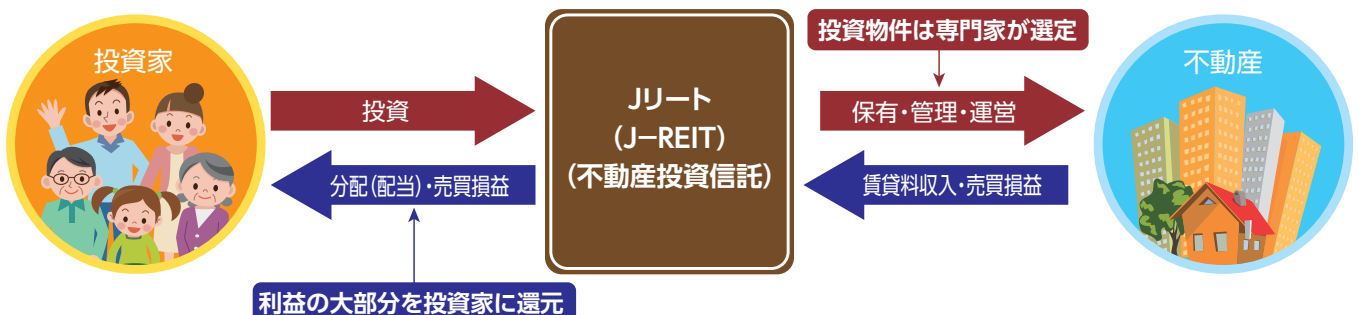 投資家
投資
分配(配当)・売買損益
利益の大部分を投資家に還元
Jリート
(J−REIT)
(不動産投資信託)
投資物件は専門家が選定
保有・管理・運営
賃貸料収入・売買損益
不動産